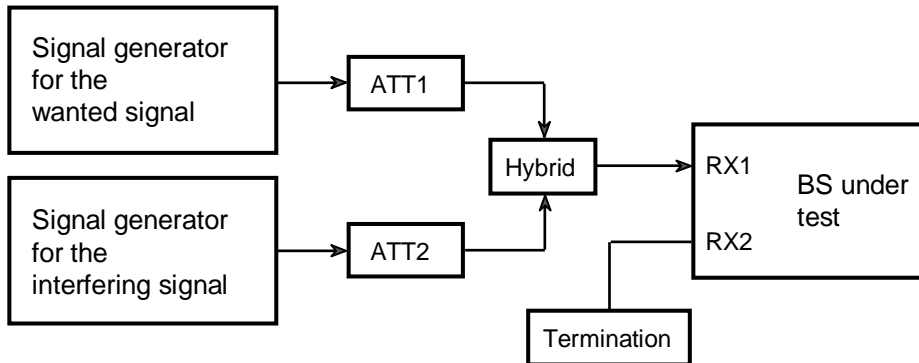 Signal generator
for the
wanted signal
ATT1
Hybrid
RX1
BS under
test
RX2
Signal generator
for the
interfering signal
ATT2
Termination